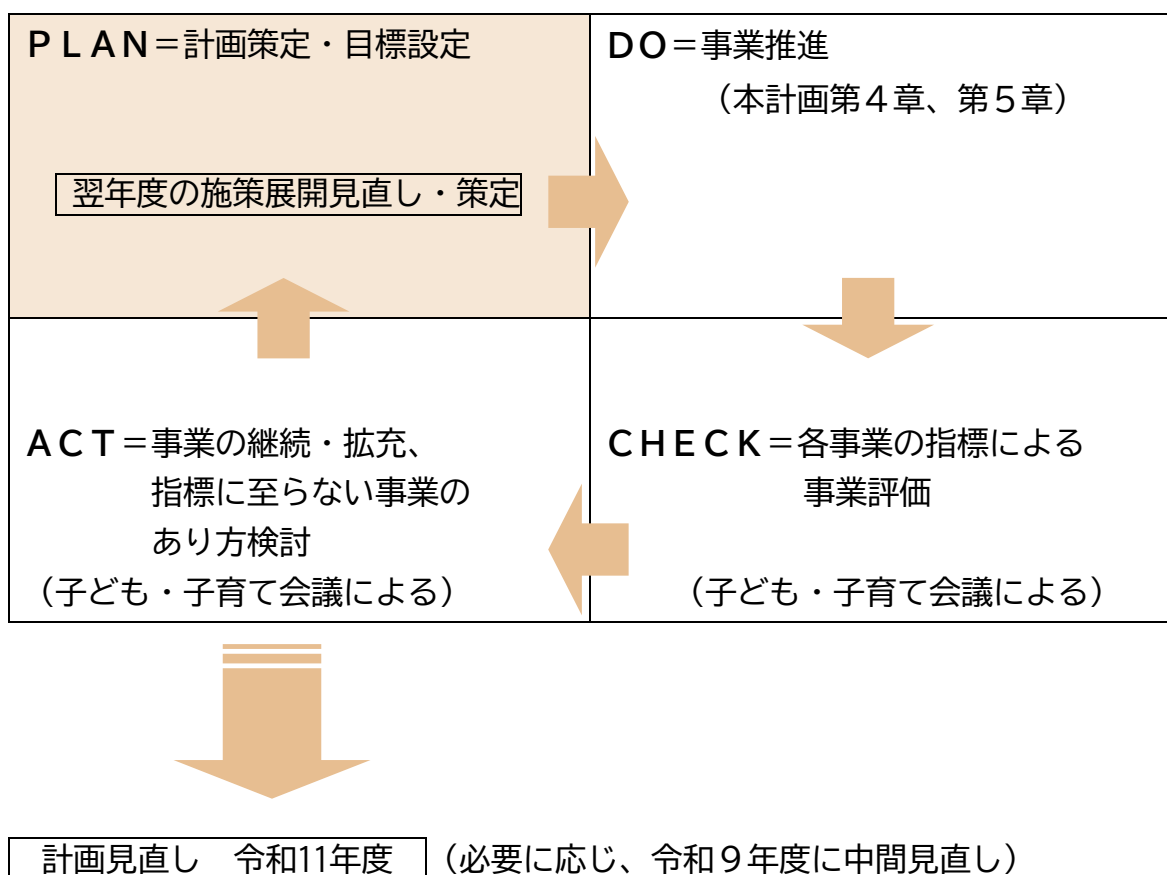 ＰＬＡＮ＝計画策定・目標設定
翌年度の施策展開見直し・策定
ＤＯ＝事業推進
（本計画第４章、第５章）
ＡＣＴ＝事業の継続・拡充、
指標に至らない事業の
あり方検討
（子ども・子育て会議による）
ＣＨＥＣＫ＝各事業の指標による
事業評価
（子ども・子育て会議による）
計画見直し　令和11年度　（必要に応じ、令和９年度に中間見直し）